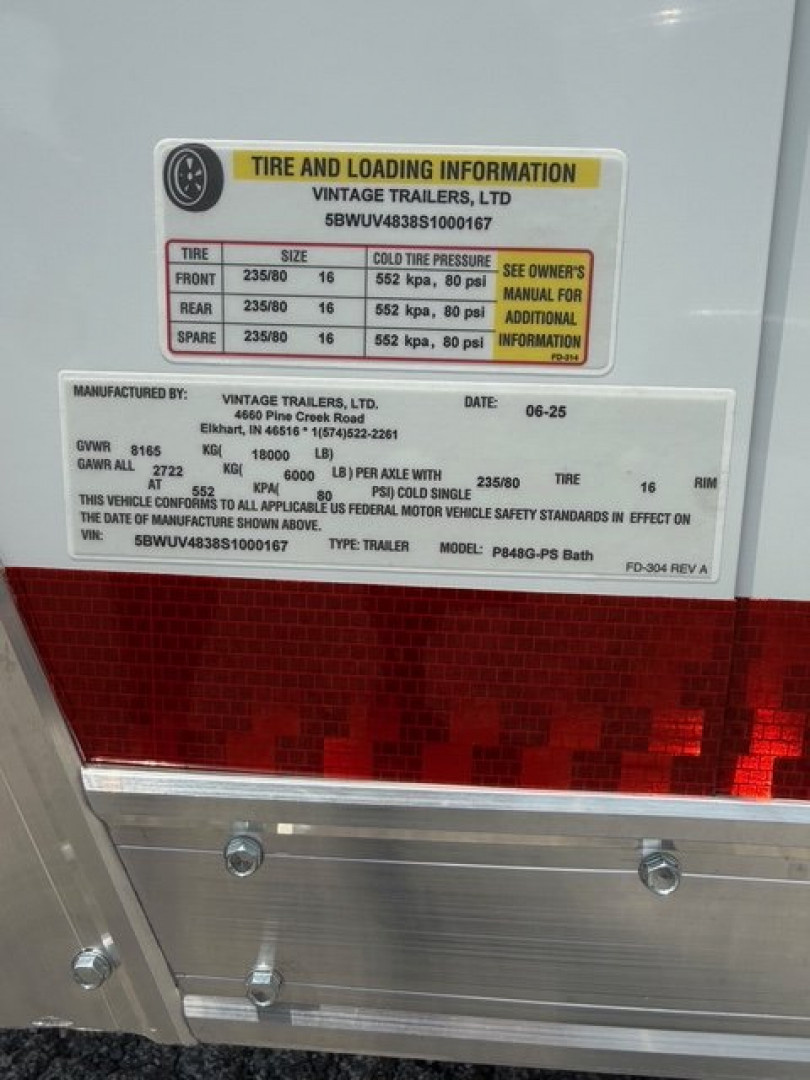 TIRE AND LOADING INFORMATION
VINTAGE TRAILERS, LTD
5BWUV4838S1000167
TIRE SIZE COLD TIRE PRESSURE
FRONT 235/80 16 552 kpa, 80 psi
REAR 235/80 16 552 kpa, 80 psi
SPARE 235/80 16 552 kpa, 80 psi
SEE OWNER'S
MANUAL FOR
ADDITIONAL
INFORMATION
FD-314
MANUFACTURED BY: VINTAGE TRAILERS, LTD. DATE: 06-25
4660 Pine Creek Road
Elkhart, IN 46516 * 1(574)522-2261
GVWR 8165 KG( 18000 LB)
GAWR ALL 2722 KG( 6000 LB ) PER AXLE WITH 235/80 TIRE 16 RIM
AT 552 KPA( 80 PSI) COLD SINGLE
THIS VEHICLE CONFORMS TO ALL APPLICABLE US FEDERAL MOTOR VEHICLE SAFETY STANDARDS IN EFFECT ON
THE DATE OF MANUFACTURE SHOWN ABOVE.
VIN: 5BWUV4838S1000167 TYPE: TRAILER MODEL: P848G-PS Bath
FD-304 REV A